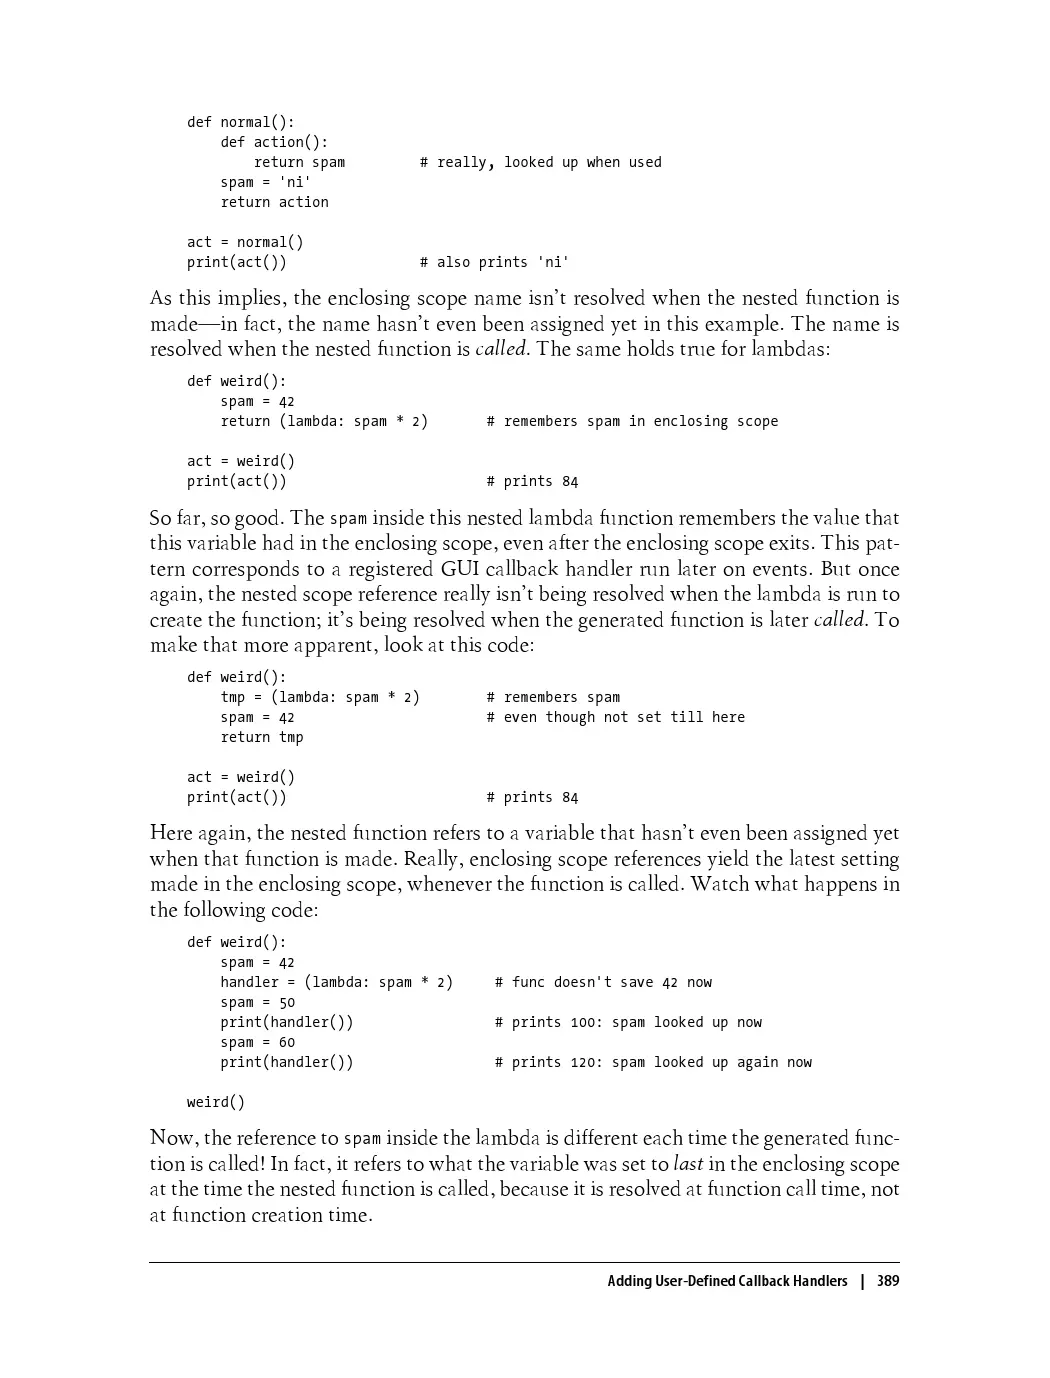 def normal():
    def action():
        return spam         # really, looked up when used
    spam = 'ni'
    return action

act = normal()
print(act())                # also prints 'ni'
As this implies, the enclosing scope name isn’t resolved when the nested function is
made—in fact, the name hasn’t even been assigned yet in this example. The name is
resolved when the nested function is called. The same holds true for lambdas:
def weird():
    spam = 42
    return (lambda: spam * 2)       # remembers spam in enclosing scope

act = weird()
print(act())                        # prints 84
So far, so good. The spam inside this nested lambda function remembers the value that
this variable had in the enclosing scope, even after the enclosing scope exits. This pat-
tern corresponds to a registered GUI callback handler run later on events. But once
again, the nested scope reference really isn’t being resolved when the lambda is run to
create the function; it’s being resolved when the generated function is later called. To
make that more apparent, look at this code:
def weird():
    tmp = (lambda: spam * 2)        # remembers spam
    spam = 42                       # even though not set till here
    return tmp

act = weird()
print(act())                        # prints 84
Here again, the nested function refers to a variable that hasn’t even been assigned yet
when that function is made. Really, enclosing scope references yield the latest setting
made in the enclosing scope, whenever the function is called. Watch what happens in
the following code:
def weird():
    spam = 42
    handler = (lambda: spam * 2)     # func doesn't save 42 now
    spam = 50
    print(handler())                 # prints 100: spam looked up now
    spam = 60
    print(handler())                 # prints 120: spam looked up again now

weird()
Now, the reference to spam inside the lambda is different each time the generated func-
tion is called! In fact, it refers to what the variable was set to last in the enclosing scope
at the time the nested function is called, because it is resolved at function call time, not
at function creation time.
Adding User-Defined Callback Handlers | 389